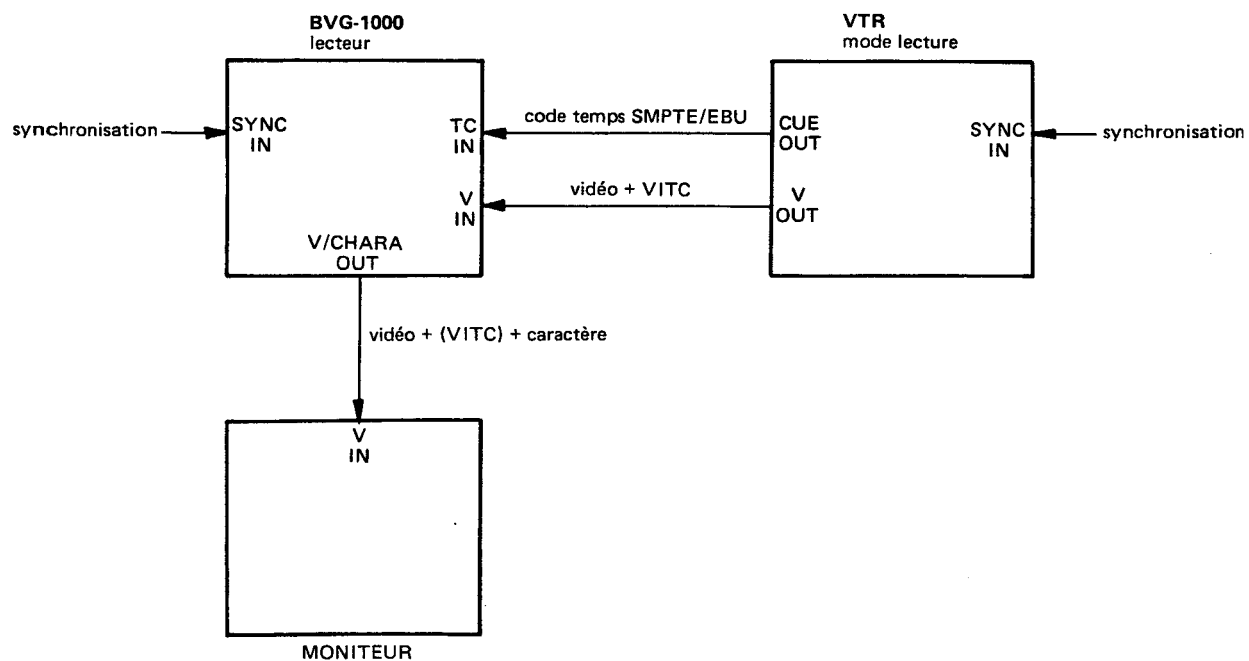 BVG-1000
lecteur
VTR
mode lecture
synchronisation
SYNC
IN
TC
IN
code temps SMPTE/EBU
CUE
OUT
SYNC
IN
synchronisation
V
IN
vidéo + VITC
V
OUT
V/CHARA
OUT
vidéo + (VITC) + caractère
V
IN
MONITEUR